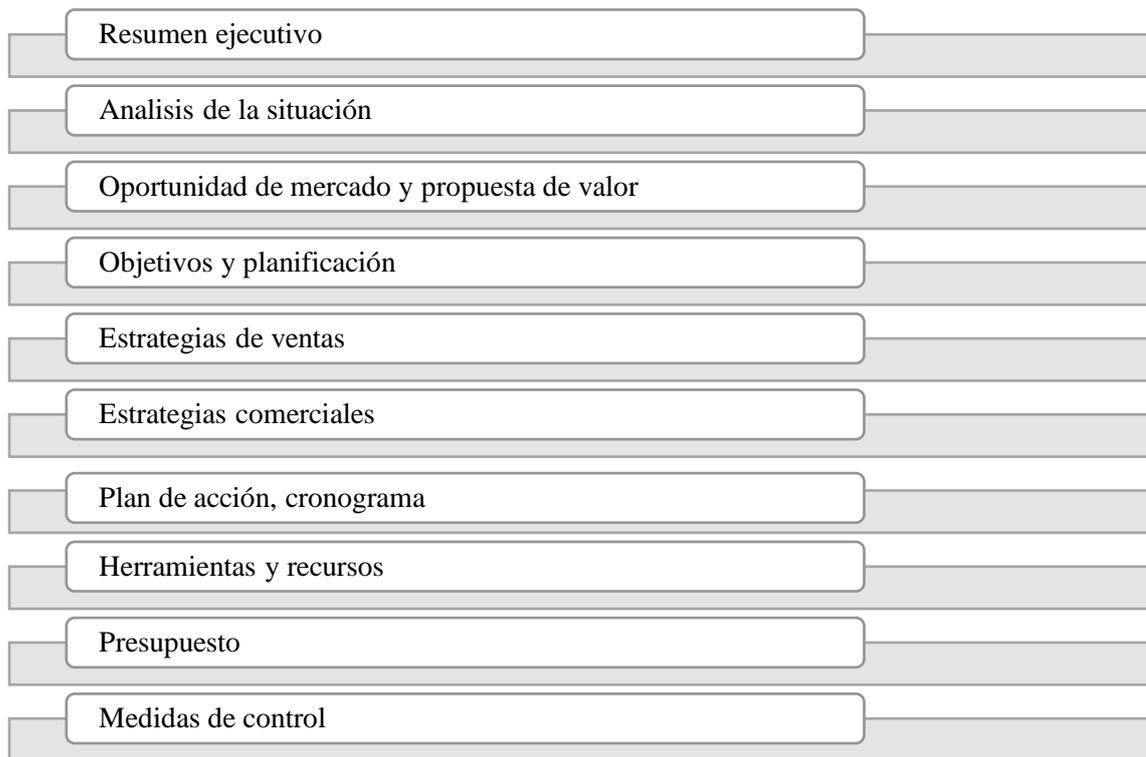 Resumen ejecutivo
Analisis de la situación
Oportunidad de mercado y propuesta de valor
Objetivos y planificación
Estrategias de ventas
Estrategias comerciales
Plan de acción, cronograma
Herramientas y recursos
Presupuesto
Medidas de control